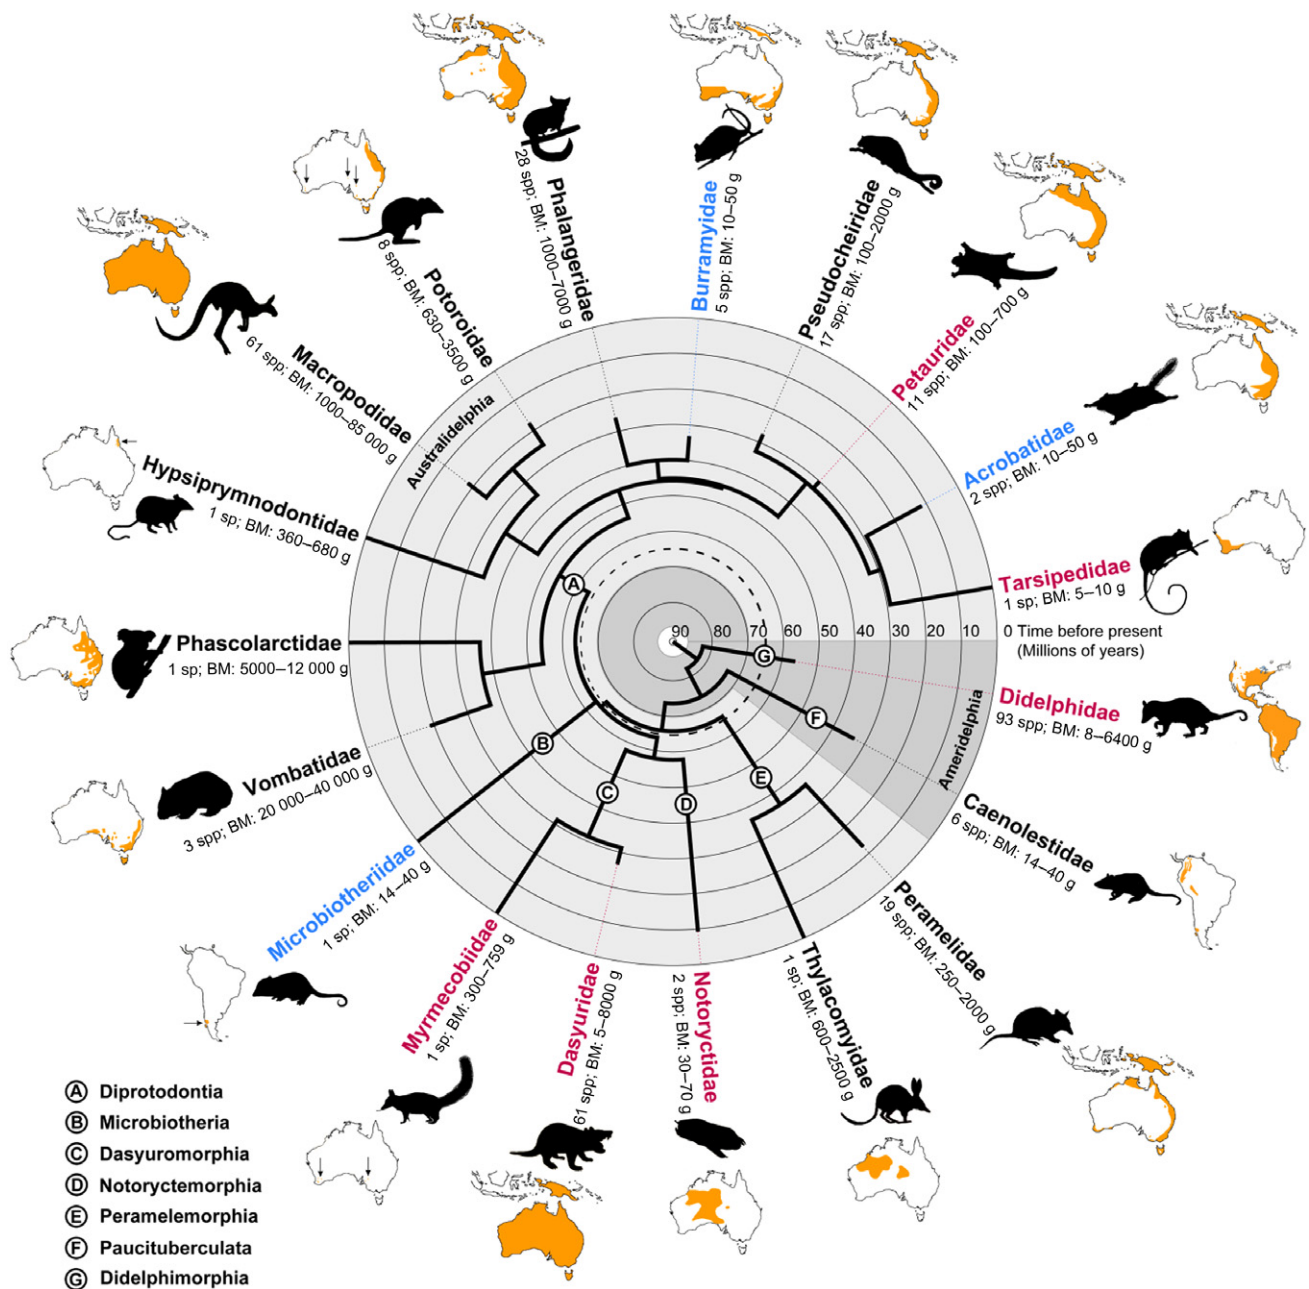 Phalangeridae
28 spp; BM: 1000–7000 g
Burramyidae
5 spp; BM: 10–50 g
Pseudocheiridae
17 spp; BM: 100–2000 g
Petauridae
11 spp; BM: 100–700 g
Acrobatidae
2 spp; BM: 10–50 g
Tarsipedidae
1 sp; BM: 5–10 g
90 80 70 60 50 40 30 20 10 0 Time before present
(Millions of years)
Didelphidae
93 spp; BM: 8–6400 g
Ameridelphia
Caenolestidae
6 spp; BM: 14–40 g
Peramelidae
19 spp; BM: 250–2000 g
Thylacomyidae
1 sp; BM: 600–2500 g
Notoryctidae
2 spp; BM: 30–70 g
Dasyuridae
61 spp; BM: 5–8000 g
Myrmecobiidae
1 sp; BM: 300–759 g
Microbiotheriidae
1 sp; BM: 14–40 g
Vombatidae
3 spp; BM: 20 000–40 000 g
Phascolarctidae
1 sp; BM: 5000–12 000 g
Hypsiprymnodontidae
1 sp; BM: 360–680 g
Macropodidae
61 spp; BM: 1000–85 000 g
Potoroidae
8 spp; BM: 630–3500 g
Australidelphia
A
B
C
D
E
F
G
A Diprotodontia
B Microbiotheria
C Dasyuromorphia
D Notoryctemorphia
E Peramelemorphia
F Paucituberculata
G Didelphimorphia